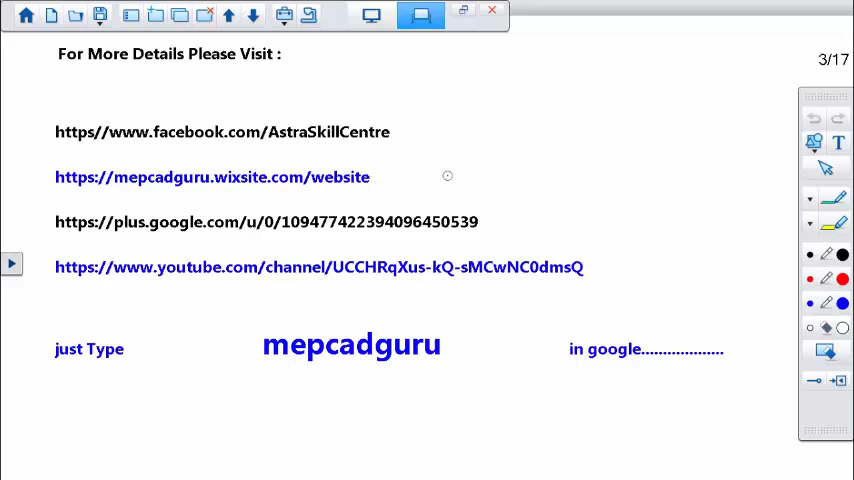 For More Details Please Visit :
3/17
https//www.facebook.com/AstraSkillCentre
https://mepcadguru.wixsite.com/website
https://plus.google.com/u/0/109477422394096450539
https://www.youtube.com/channel/UCCHRqXus-kQ-sMCwNC0dmsQ
just Type mepcadguru in google...................
T